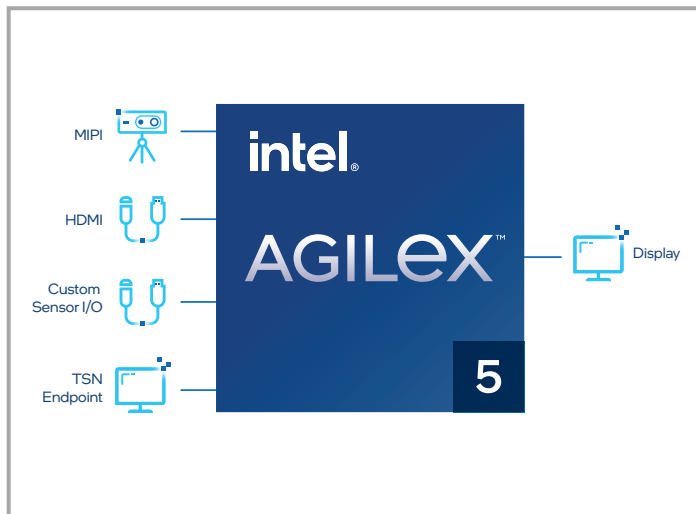 MIPI
HDMI
Custom
Sensor I/O
TSN
Endpoint
intel®
AGILEX™
5
Display